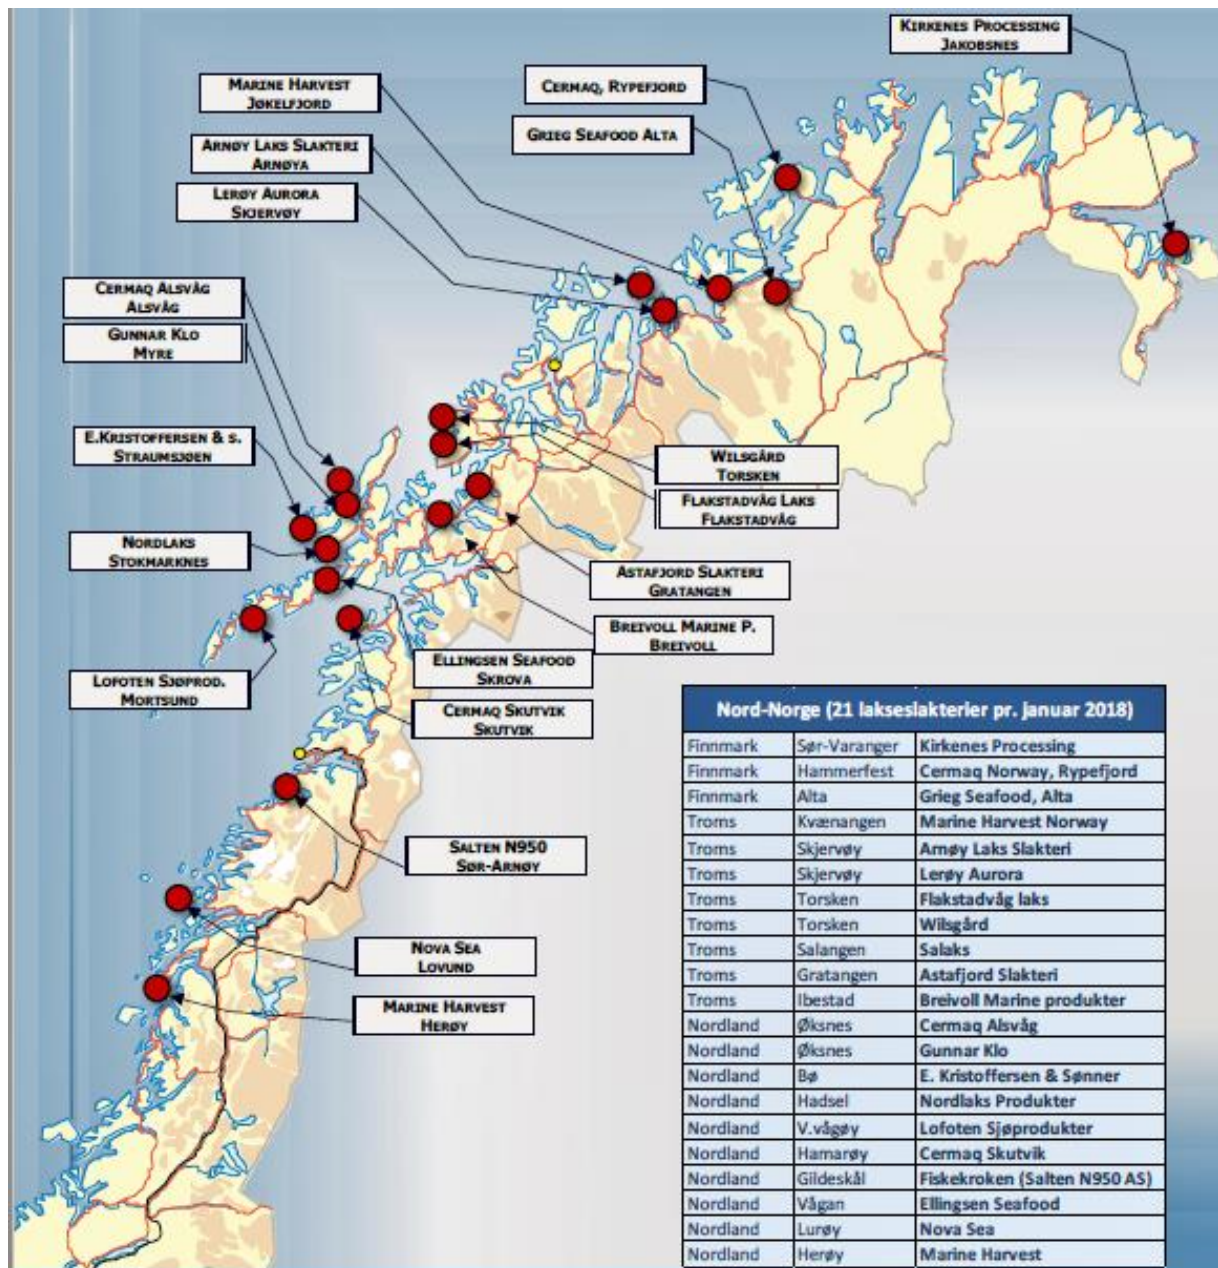 KIRKENES PROCESSING
JAKOBSNES
MARINE HARVEST
JØKELFJORD
CERMAQ, RYPEFJORD
GRIEG SEAFOOD ALTA
ARNØY LAKS SLAKTERI
ARNØYA
LERØY AURORA
SKJERVØY
CERMAQ ALSVÅG
ALSVÅG
GUNNAR KLO
MYRE
E.KRISTOFFERSEN & S.
STRAUMSJØEN
NORDLAKS
STOKMARKNES
WILSGÅRD
TORSKEN
FLAKSTADVÅG LAKS
FLAKSTADVÅG
ASTAFJORD SLAKTERI
GRATANGEN
BREIVOLL MARINE P.
BREIVOLL
ELLINGSEN SEAFOOD
SKROVA
LOFOTEN SJØPROD.
MORTSUND
CERMAQ SKUTVIK
SKUTVIK
SALTEN N950
SØR-ARNØY
NOVA SEA
LOVUND
MARINE HARVEST
HERØY
Nord-Norge (21 lakseslakterier pr. januar 2018)
Finnmark Sør-Varanger Kirkenes Processing
Finnmark Hammerfest Cermaq Norway, Rypefjord
Finnmark Alta Grieg Seafood, Alta
Troms Kvænangen Marine Harvest Norway
Troms Skjervøy Arnøy Laks Slakteri
Troms Skjervøy Lerøy Aurora
Troms Torsken Flakstadvåg laks
Troms Torsken Wilsgård
Troms Salangen Salaks
Troms Gratangen Astafjord Slakteri
Troms Ibestad Breivoll Marine produkter
Nordland Øksnes Cermaq Alsvåg
Nordland Øksnes Gunnar Klo
Nordland Bø E. Kristoffersen & Sønner
Nordland Hadsel Nordlaks Produkter
Nordland V.vågøy Lofoten Sjøprodukter
Nordland Hamarøy Cermaq Skutvik
Nordland Gildeskål Fiskekroken (Salten N950 AS)
Nordland Vågan Ellingsen Seafood
Nordland Lurøy Nova Sea
Nordland Herøy Marine Harvest